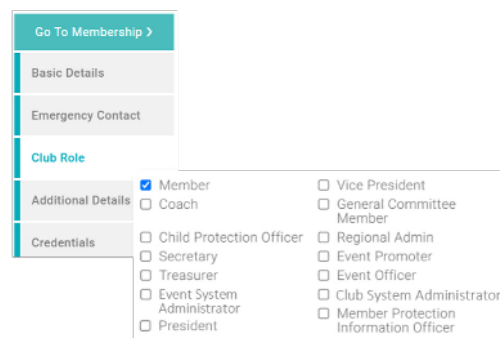 Go To Membership >
Basic Details
Emergency Contact
Club Role
Additional Details
Credentials
Member
Coach
Child Protection Officer
Secretary
Treasurer
Event System
Administrator
President
Vice President
General Committee
Member
Regional Admin
Event Promoter
Event Officer
Club System Administrator
Member Protection
Information Officer